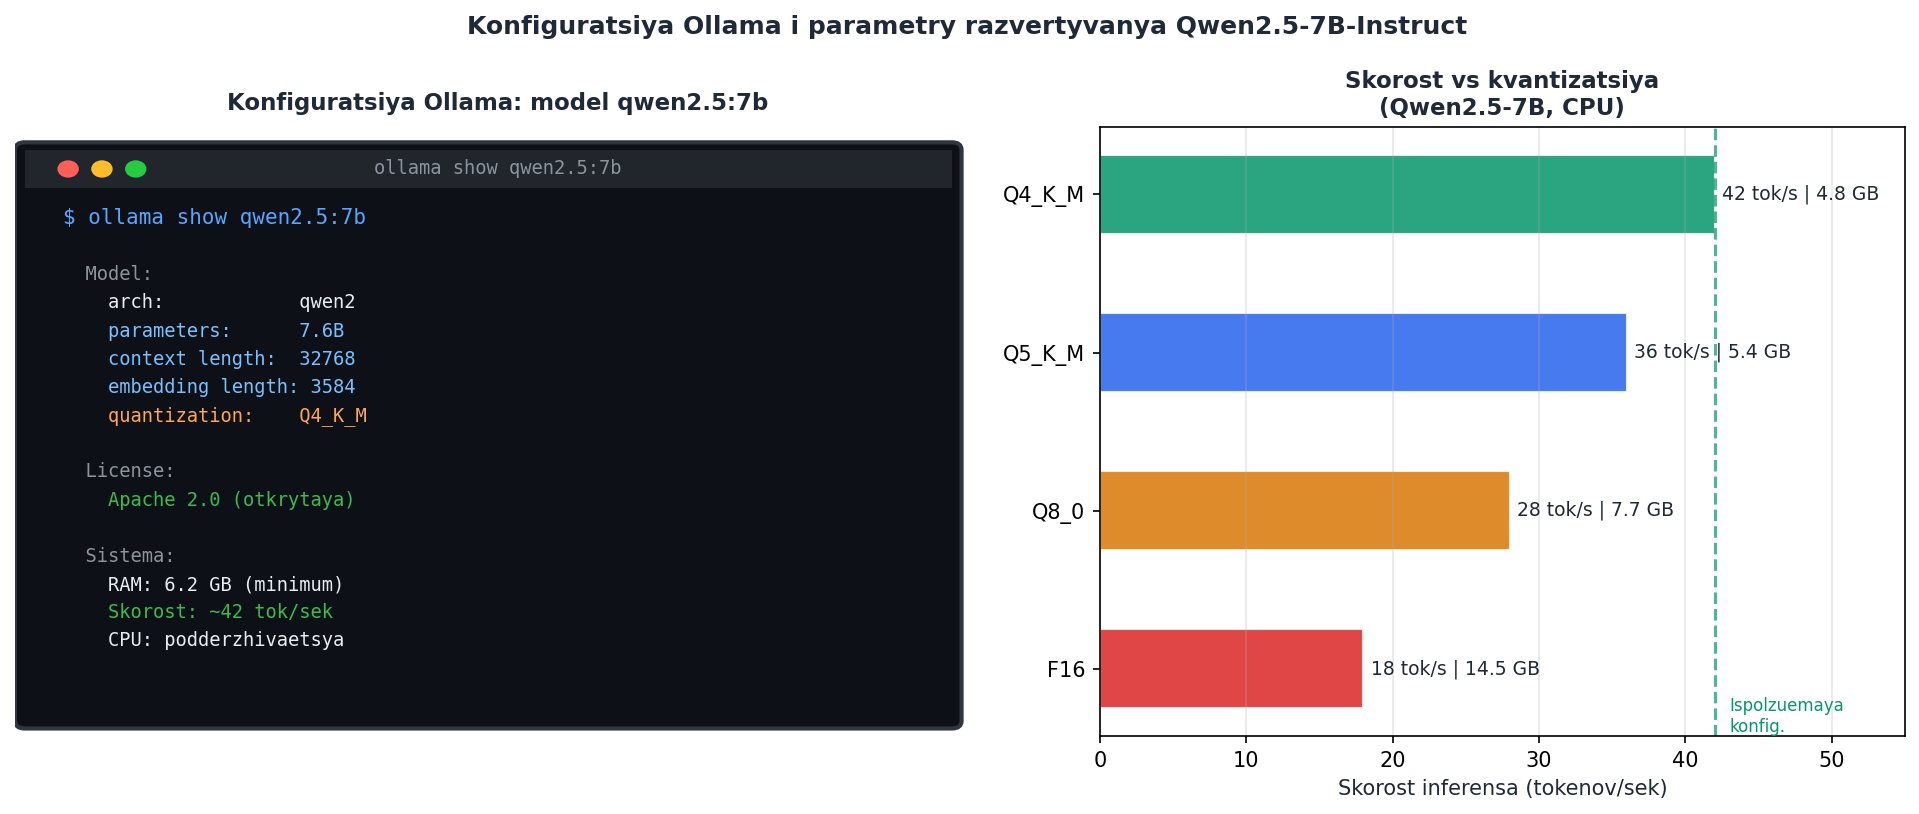 Konfiguratsiya Ollama i parametry razvertyvanya Qwen2.5-7B-Instruct
Konfiguratsiya Ollama: model qwen2.5:7b
ollama show qwen2.5:7b
$ ollama show qwen2.5:7b
Model:
arch: qwen2
parameters: 7.6B
context length: 32768
embedding length: 3584
quantization: Q4_K_M
License:
Apache 2.0 (otkrytaya)
Sistema:
RAM: 6.2 GB (minimum)
Skorost: ~42 tok/sek
CPU: podderzhivaetsya
Skorost vs kvantizatsiya
(Qwen2.5-7B, CPU)
Q4_K_M
42 tok/s | 4.8 GB
Q5_K_M
36 tok/s | 5.4 GB
Q8_0
28 tok/s | 7.7 GB
F16
18 tok/s | 14.5 GB
Ispolzuemaya
konfig.
0 10 20 30 40 50
Skorost inferensa (tokenov/sek)